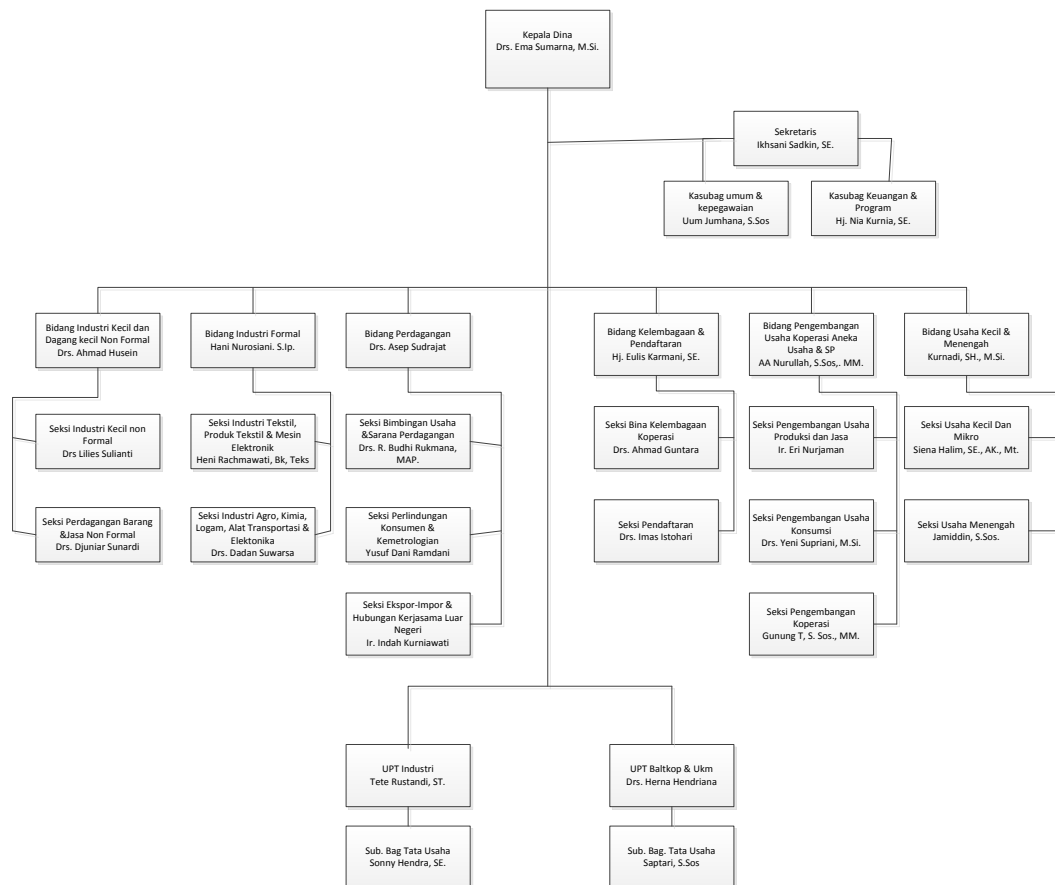 Kepala Dina
Drs. Ema Sumarna, M.Si.
Sekretaris
Ikhsani Sadkin, SE.
Kasubag umum &
kepegawaian
Uum Jumhana, S.Sos
Kasubag Keuangan &
Program
Hj. Nia Kurnia, SE.
Bidang Industri Kecil dan
Dagang kecil Non Formal
Drs. Ahmad Husein
Bidang Industri Formal
Hani Nurosiani. S.Ip.
Bidang Perdagangan
Drs. Asep Sudrajat
Bidang Kelembagaan &
Pendaftaran
Hj. Eulis Karmani, SE.
Bidang Pengembangan
Usaha Koperasi Aneka
Usaha & SP
AA Nurullah, S.Sos,. MM.
Bidang Usaha Kecil &
Menengah
Kurnadi, SH., M.Si.
Seksi Industri Kecil non
Formal
Drs Lilies Sulianti
Seksi Industri Tekstil,
Produk Tekstil & Mesin
Elektronik
Heni Rachmawati, Bk, Teks
Seksi Bimbingan Usaha
&Sarana Perdagangan
Drs. R. Budhi Rukmana,
MAP.
Seksi Bina Kelembagaan
Koperasi
Drs. Ahmad Guntara
Seksi Pengembangan Usaha
Produksi dan Jasa
Ir. Eri Nurjaman
Seksi Usaha Kecil Dan
Mikro
Siena Halim, SE., AK., Mt.
Seksi Perdagangan Barang
&Jasa Non Formal
Drs. Djuniar Sunardi
Seksi Industri Agro, Kimia,
Logam, Alat Transportasi &
Elektonika
Drs. Dadan Suwarsa
Seksi Perlindungan
Konsumen &
Kemetrologian
Yusuf Dani Ramdani
Seksi Pendaftaran
Drs. Imas Istohari
Seksi Pengembangan Usaha
Konsumsi
Drs. Yeni Supriani, M.Si.
Seksi Usaha Menengah
Jamiddin, S.Sos.
Seksi Ekspor-Impor &
Hubungan Kerjasama Luar
Negeri
Ir. Indah Kurniawati
Seksi Pengembangan
Koperasi
Gunung T, S. Sos., MM.
UPT Industri
Tete Rustandi, ST.
UPT Baltkop & Ukm
Drs. Herna Hendriana
Sub. Bag Tata Usaha
Sonny Hendra, SE.
Sub. Bag. Tata Usaha
Saptari, S.Sos